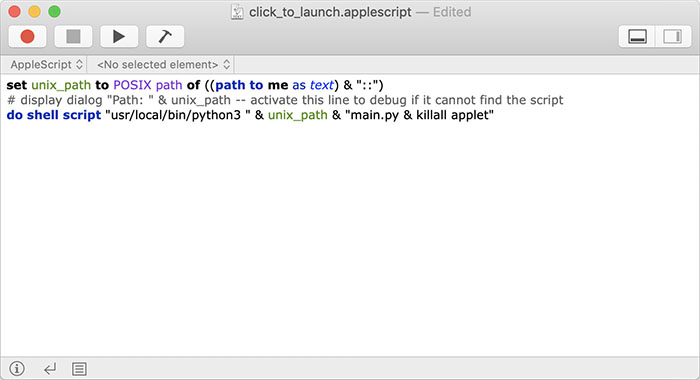 click_to_launch.applescript — Edited
AppleScript <No selected element>
set unix_path to POSIX path of ((path to me as text) & "::")
# display dialog "Path: " & unix_path -- activate this line to debug if it cannot find the script
do shell script "usr/local/bin/python3 " & unix_path & "main.py & killall applet"